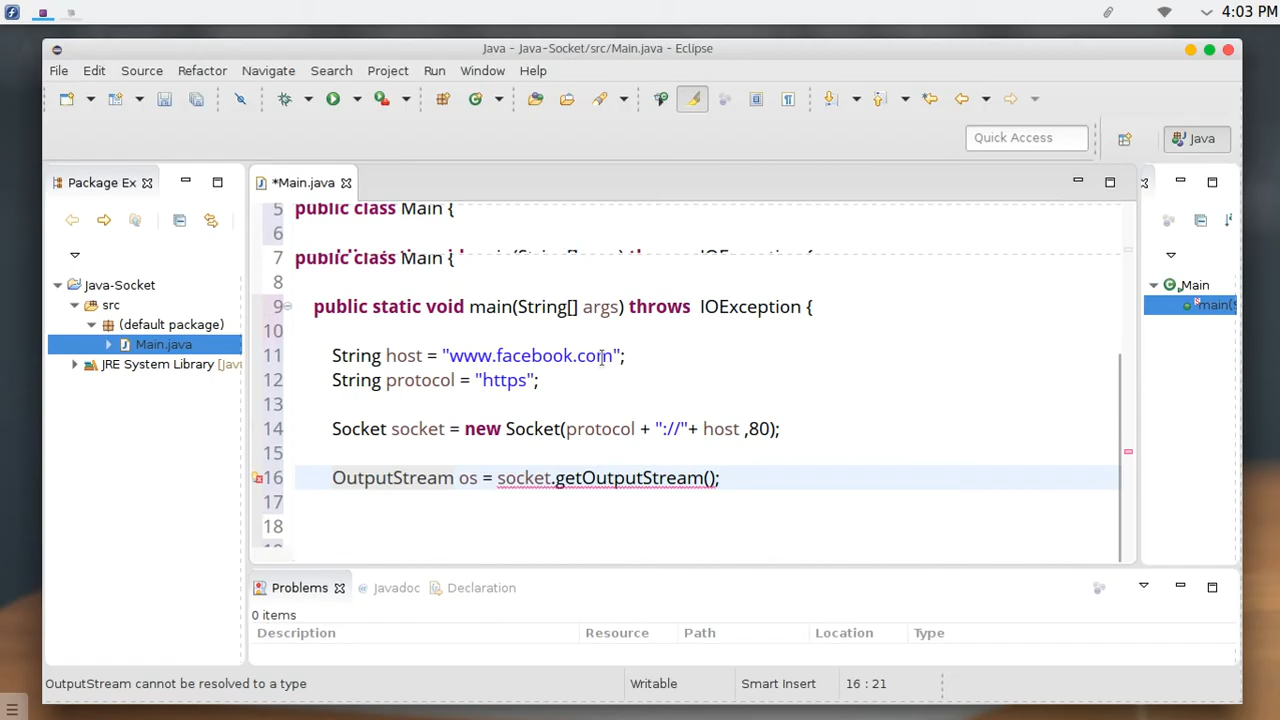 4:03 PM
Java - Java-Socket/src/Main.java - Eclipse
File Edit Source Refactor Navigate Search Project Run Window Help
Quick Access
Java
Package Ex
*Main.java
Java-Socket
src
(default package)
Main.java
JRE System Library [Java
5 public class Main {
6
7 public class Main {
8
9 public static void main(String[] args) throws IOException {
10
11 String host = "www.facebook.com";
12 String protocol = "https";
13
14 Socket socket = new Socket(protocol + "://"+ host ,80);
15
16 OutputStream os = socket.getOutputStream();
17
18
Main
main(S
Problems Javadoc Declaration
0 items
Description Resource Path Location Type
OutputStream cannot be resolved to a type Writable Smart Insert 16 : 21